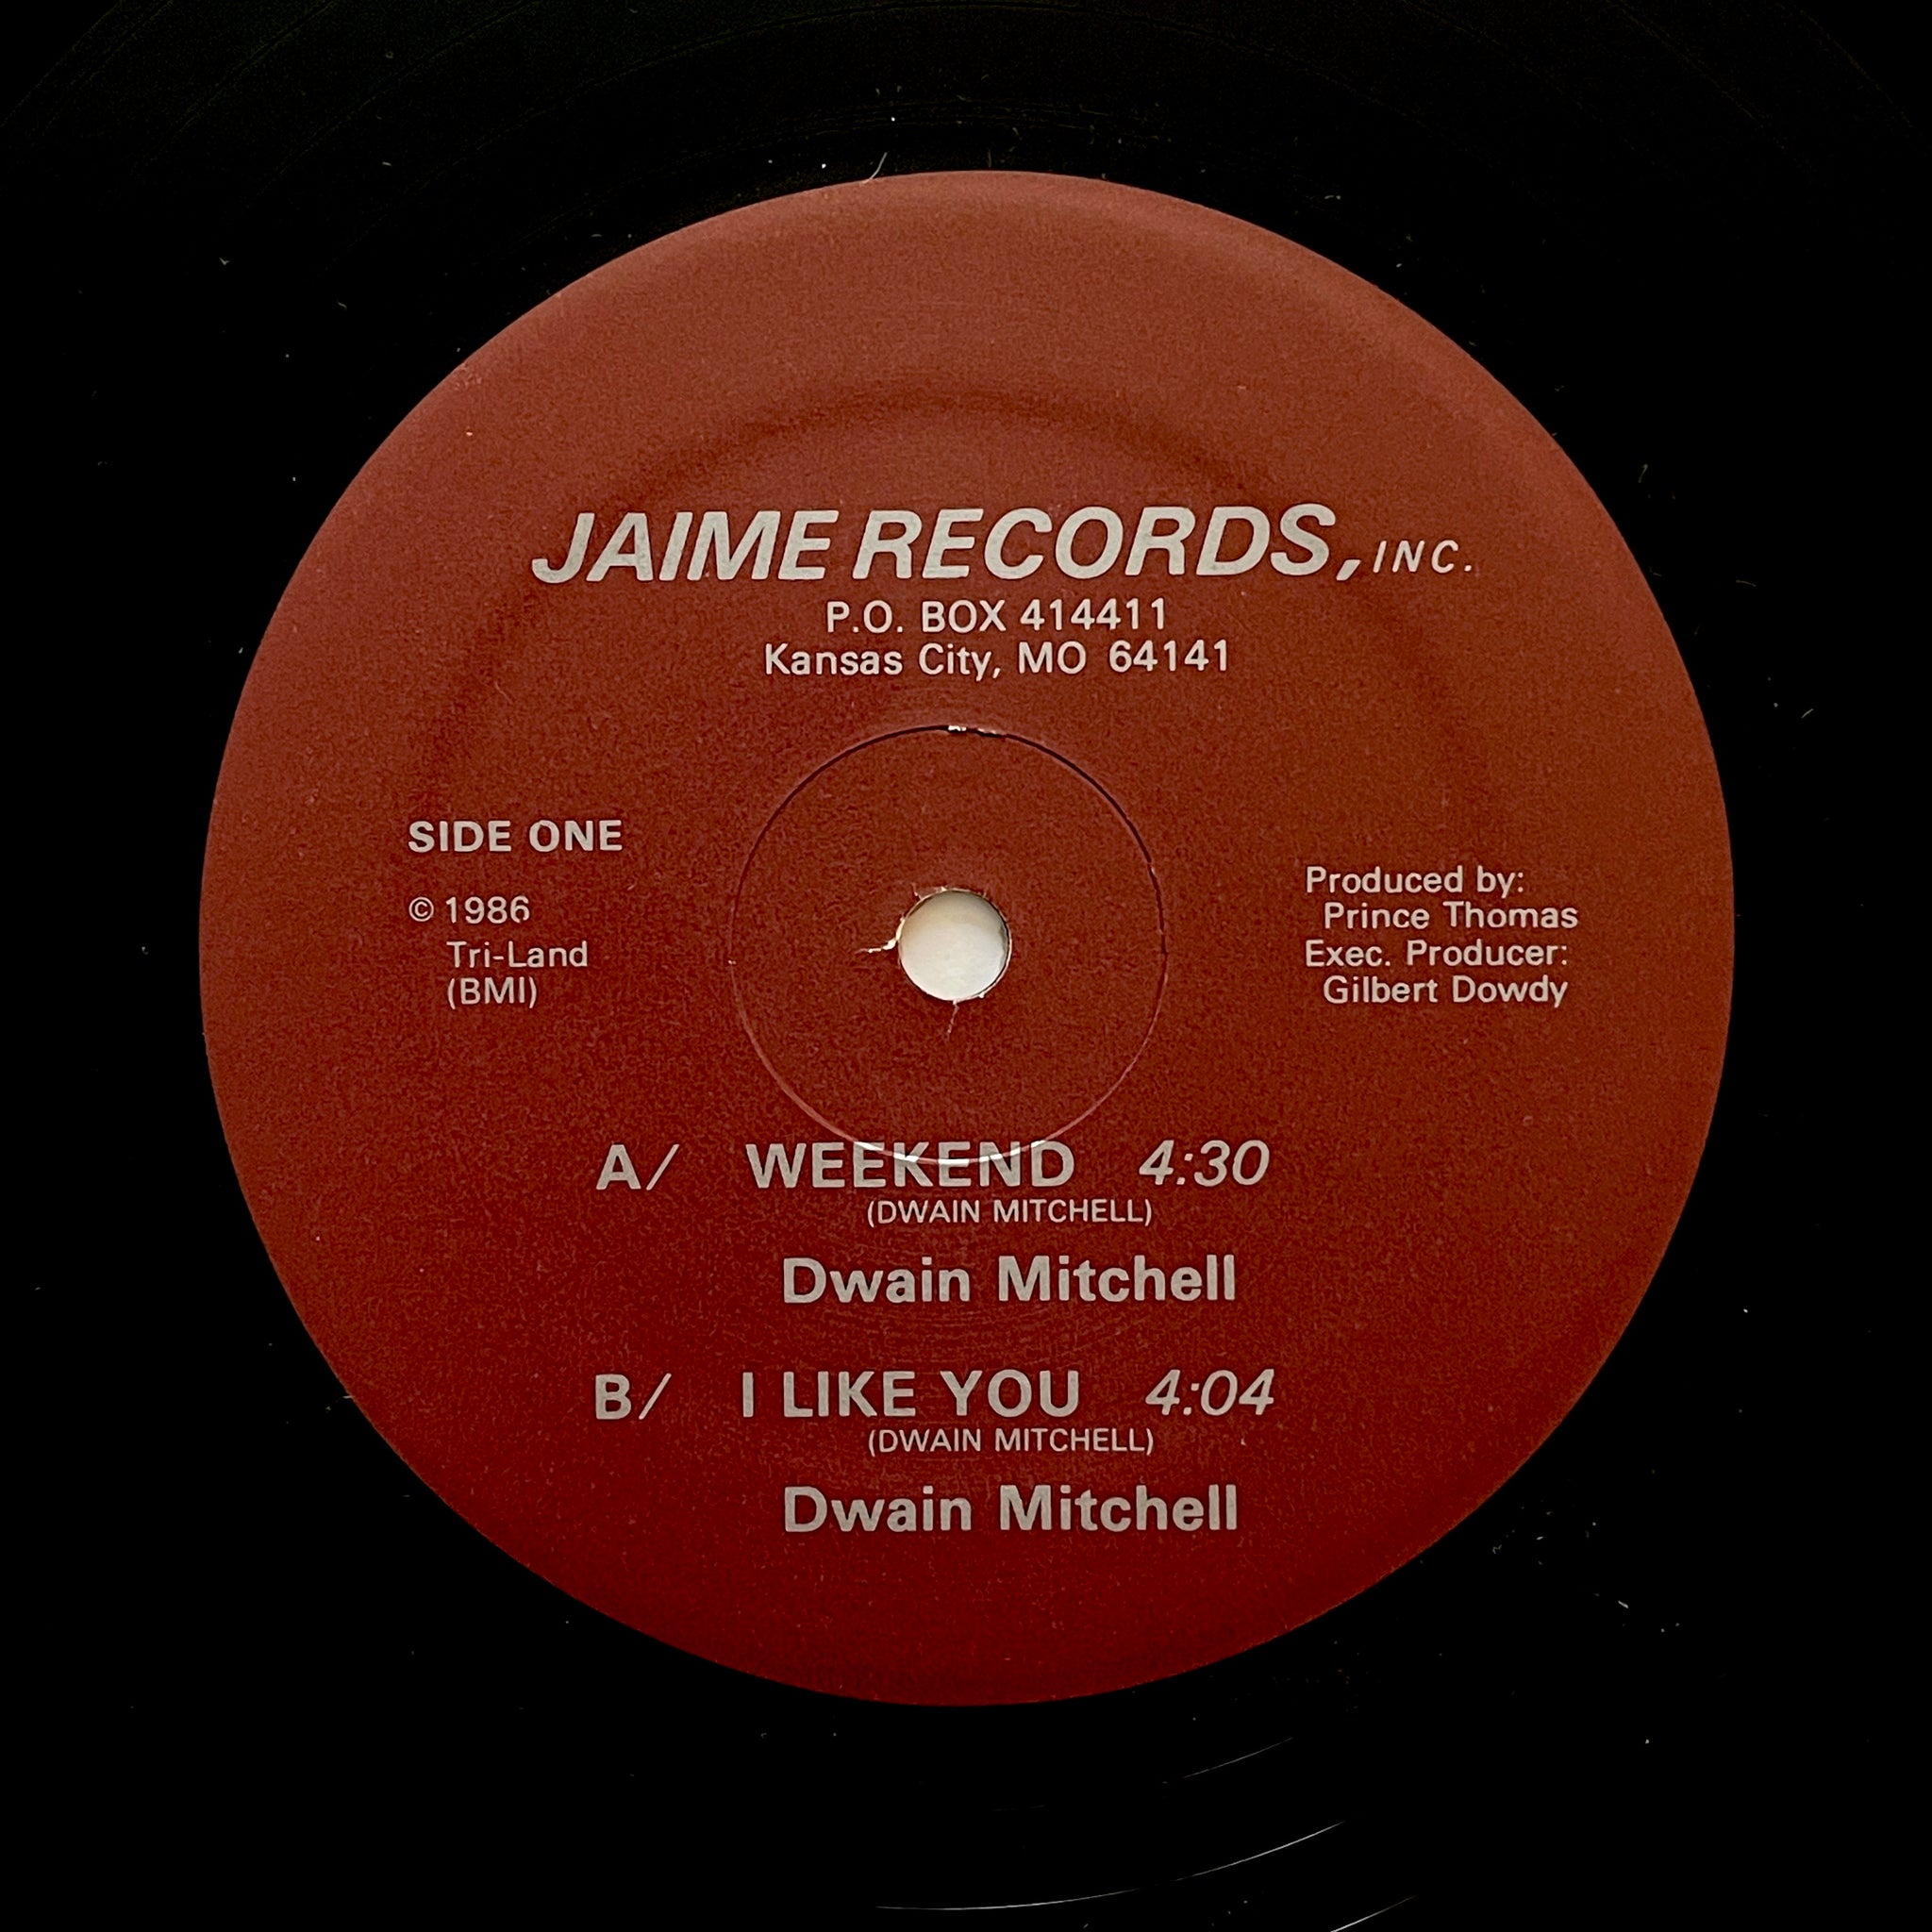 JAIME RECORDS, INC.
P.O. BOX 414411
Kansas City, MO 64141
SIDE ONE
© 1986
Tri-Land
(BMI)
Produced by:
Prince Thomas
Exec. Producer:
Gilbert Dowdy
A/ WEEKEND 4:30
(DWAIN MITCHELL)
Dwain Mitchell
B/ I LIKE YOU 4:04
(DWAIN MITCHELL)
Dwain Mitchell